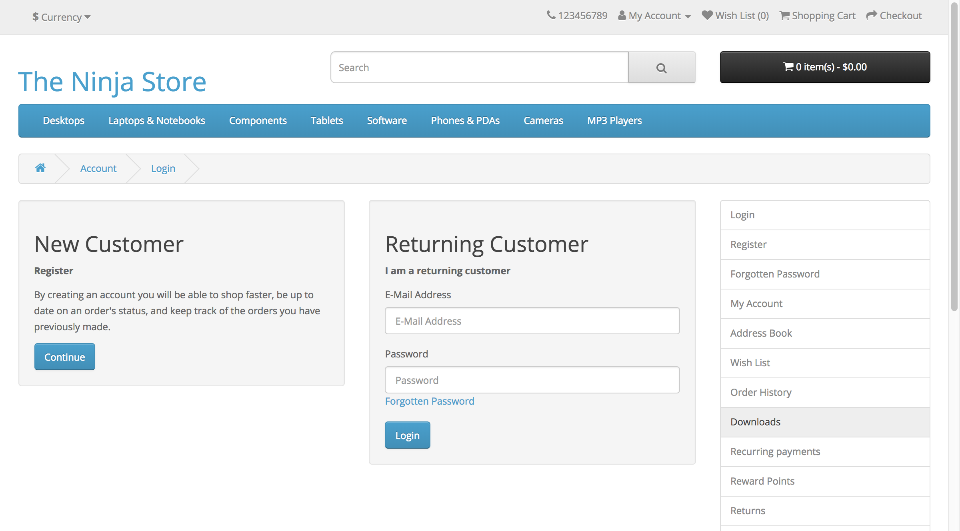 $ Currency
123456789
My Account
Wish List (0)
Shopping Cart
Checkout
The Ninja Store
Search
0 item(s) - $0.00
Desktops
Laptops & Notebooks
Components
Tablets
Software
Phones & PDAs
Cameras
MP3 Players
Account
Login
New Customer
Register
By creating an account you will be able to shop faster, be up to
date on an order's status, and keep track of the orders you have
previously made.
Continue
Returning Customer
I am a returning customer
E-Mail Address
E-Mail Address
Password
Password
Forgotten Password
Login
Login
Register
Forgotten Password
My Account
Address Book
Wish List
Order History
Downloads
Recurring payments
Reward Points
Returns